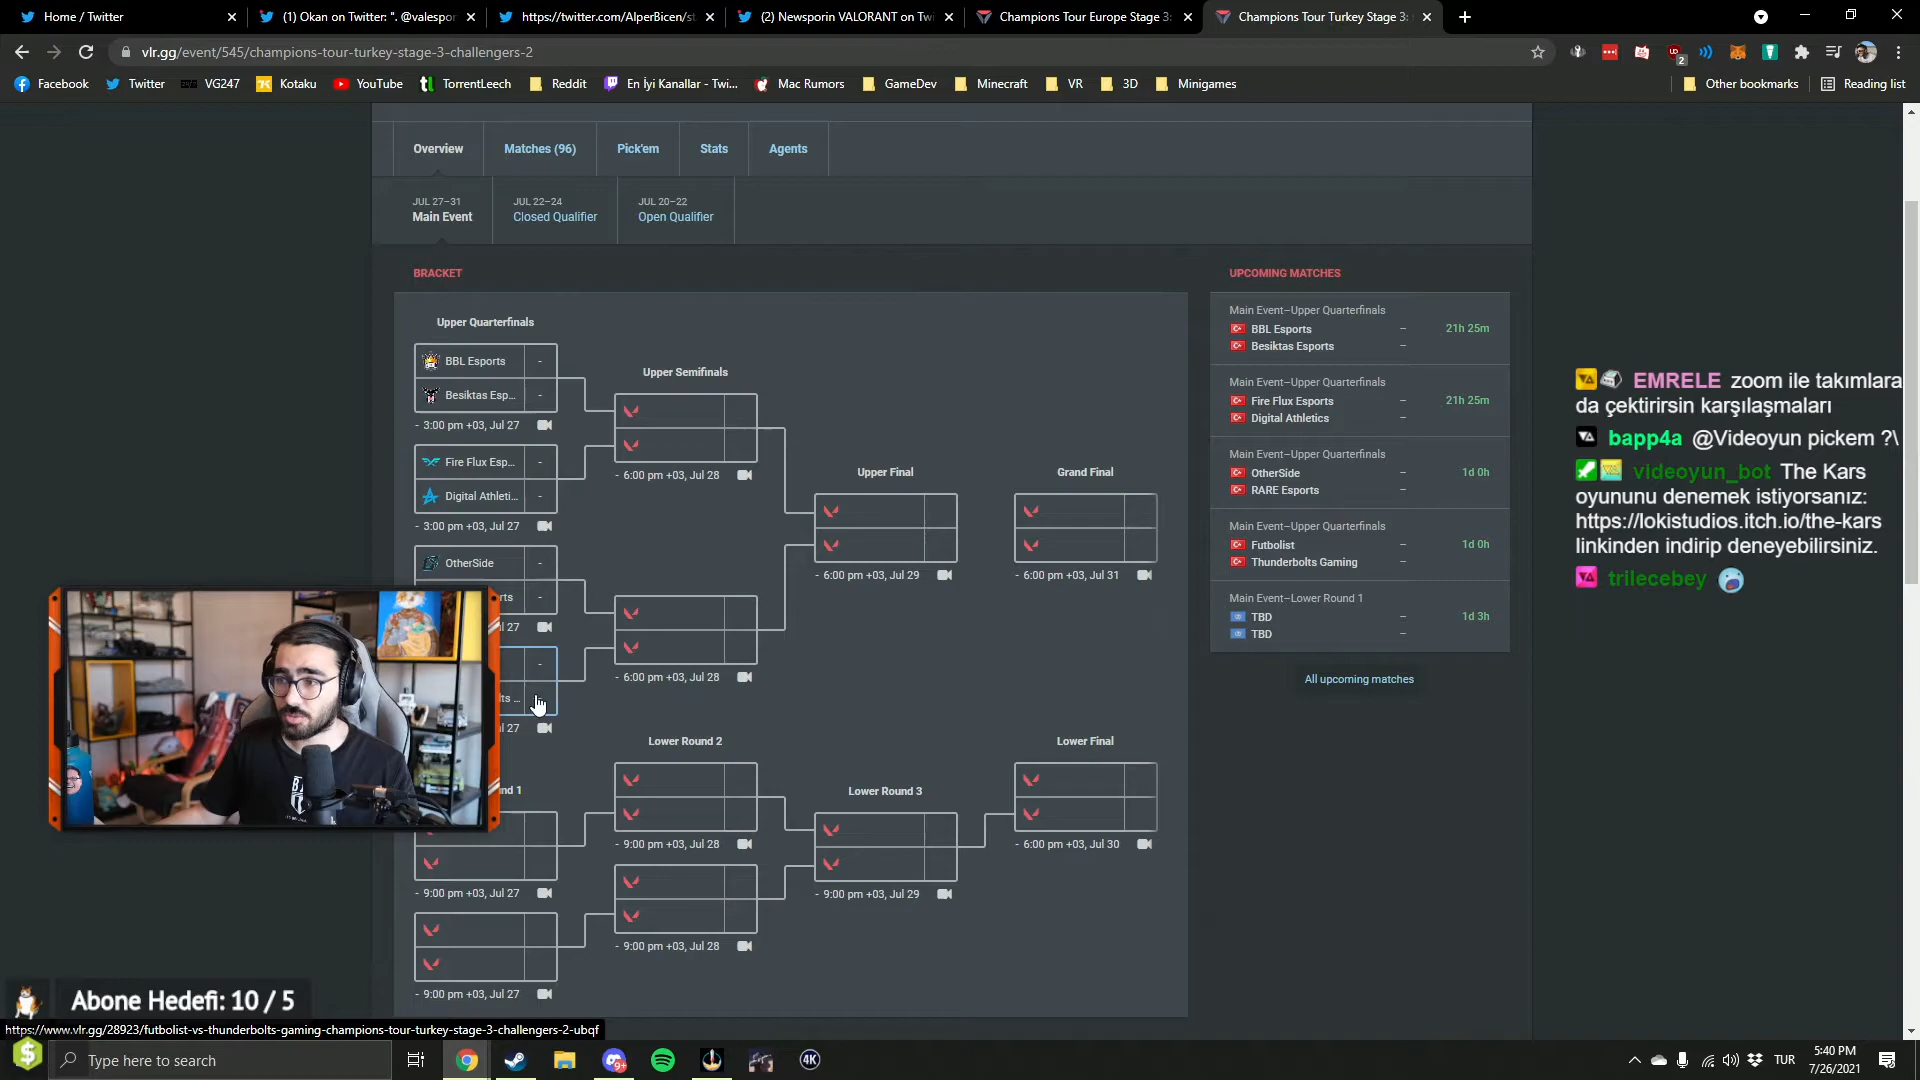 Home / Twitter
(1) Okan on Twitter: ". @valespor
https://twitter.com/AlperBicen/st
(2) Newsporin VALORANT on Twi
Champions Tour Europe Stage 3:
Champions Tour Turkey Stage 3:
vlr.gg/event/545/champions-tour-turkey-stage-3-challengers-2
Facebook
Twitter
VG247
Kotaku
YouTube
TorrentLeech
Reddit
En İyi Kanallar - Twi...
Mac Rumors
GameDev
Minecraft
VR
3D
Minigames
Other bookmarks
Reading list
Overview
Matches (96)
Pick'em
Stats
Agents
JUL 27–31
Main Event
JUL 22–24
Closed Qualifier
JUL 20–22
Open Qualifier
BRACKET
Upper Quarterfinals
BBL Esports -
Besiktas Esp... -
- 3:00 pm +03, Jul 27
Fire Flux Esp... -
Digital Athleti... -
- 3:00 pm +03, Jul 27
OtherSide -
rts -
l 27
-
lts ...
Jul 27
nd 1
- 9:00 pm +03, Jul 27
- 9:00 pm +03, Jul 27
Upper Semifinals
- 6:00 pm +03, Jul 28
- 6:00 pm +03, Jul 28
Lower Round 2
- 9:00 pm +03, Jul 28
- 9:00 pm +03, Jul 28
Upper Final
- 6:00 pm +03, Jul 29
Lower Round 3
- 9:00 pm +03, Jul 29
Grand Final
- 6:00 pm +03, Jul 31
Lower Final
- 6:00 pm +03, Jul 30
UPCOMING MATCHES
Main Event–Upper Quarterfinals
BBL Esports – 21h 25m
Besiktas Esports –
Main Event–Upper Quarterfinals
Fire Flux Esports – 21h 25m
Digital Athletics –
Main Event–Upper Quarterfinals
OtherSide – 1d 0h
RARE Esports –
Main Event–Upper Quarterfinals
Futbolist – 1d 0h
Thunderbolts Gaming –
Main Event–Lower Round 1
TBD – 1d 3h
TBD –
All upcoming matches
EMRELE zoom ile takımlara
da çektirirsin karşılaşmaları
bapp4a @Videoyun pickem ?\
videoyun_bot The Kars
oyununu denemek istiyorsanız:
https://lokistudios.itch.io/the-kars
linkinden indirip deneyebilirsiniz.
trilecebey
Abone Hedefi: 10 / 5
https://www.vlr.gg/28923/futbolist-vs-thunderbolts-gaming-champions-tour-turkey-stage-3-challengers-2-ubqf
Type here to search
4K
TUR
5:40 PM
7/26/2021